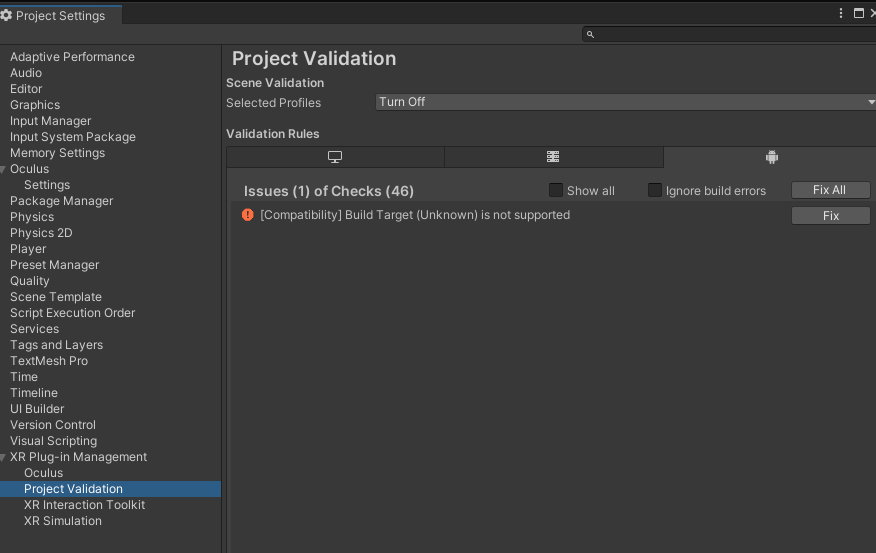 Project Settings
Adaptive Performance
Audio
Editor
Graphics
Input Manager
Input System Package
Memory Settings
Oculus
Settings
Package Manager
Physics
Physics 2D
Player
Preset Manager
Quality
Scene Template
Script Execution Order
Services
Tags and Layers
TextMesh Pro
Time
Timeline
UI Builder
Version Control
Visual Scripting
XR Plug-in Management
Oculus
Project Validation
XR Interaction Toolkit
XR Simulation
Project Validation
Scene Validation
Selected Profiles Turn Off
Validation Rules
Issues (1) of Checks (46) Show all Ignore build errors Fix All
[Compatibility] Build Target (Unknown) is not supported Fix